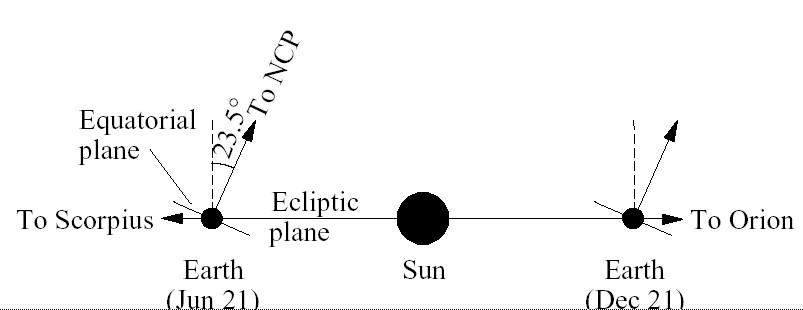 To NCP
23.5°
Equatorial
plane
Ecliptic
plane
To Scorpius
To Orion
Earth
(Jun 21)
Sun
Earth
(Dec 21)